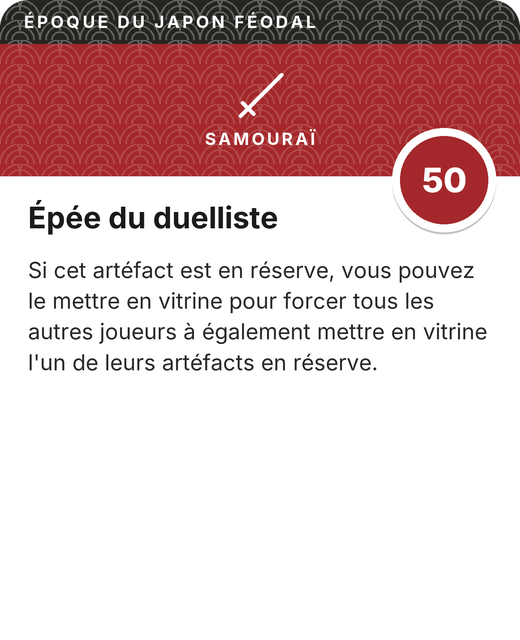 ÉPOQUE DU JAPON FÉODAL
SAMOURAÏ
50
Épée du duelliste
Si cet artéfact est en réserve, vous pouvez
le mettre en vitrine pour forcer tous les
autres joueurs à également mettre en vitrine
l'un de leurs artéfacts en réserve.